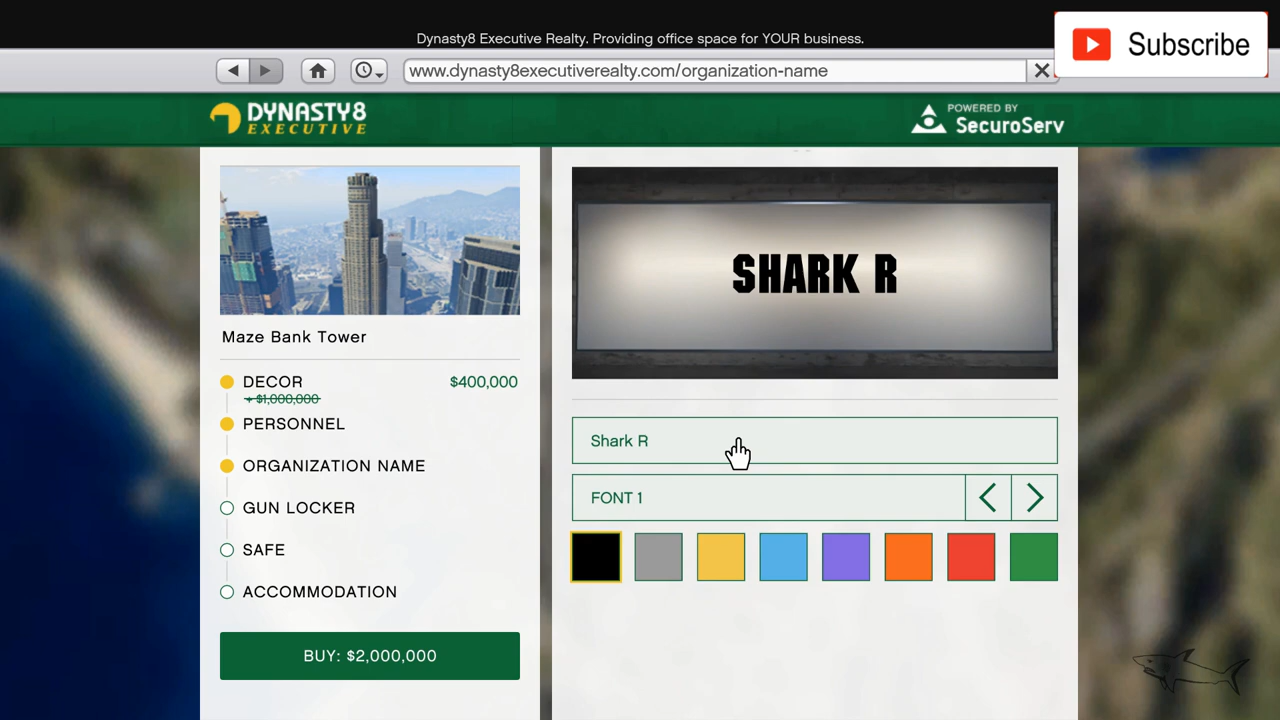 Dynasty8 Executive Realty. Providing office space for YOUR business.
Subscribe
www.dynasty8executiverealty.com/organization-name
DYNASTY8
EXECUTIVE
POWERED BY
SecuroServ
Maze Bank Tower
DECOR $400,000
+ $1,000,000
PERSONNEL
ORGANIZATION NAME
GUN LOCKER
SAFE
ACCOMMODATION
BUY: $2,000,000
SHARK R
Shark R
FONT 1